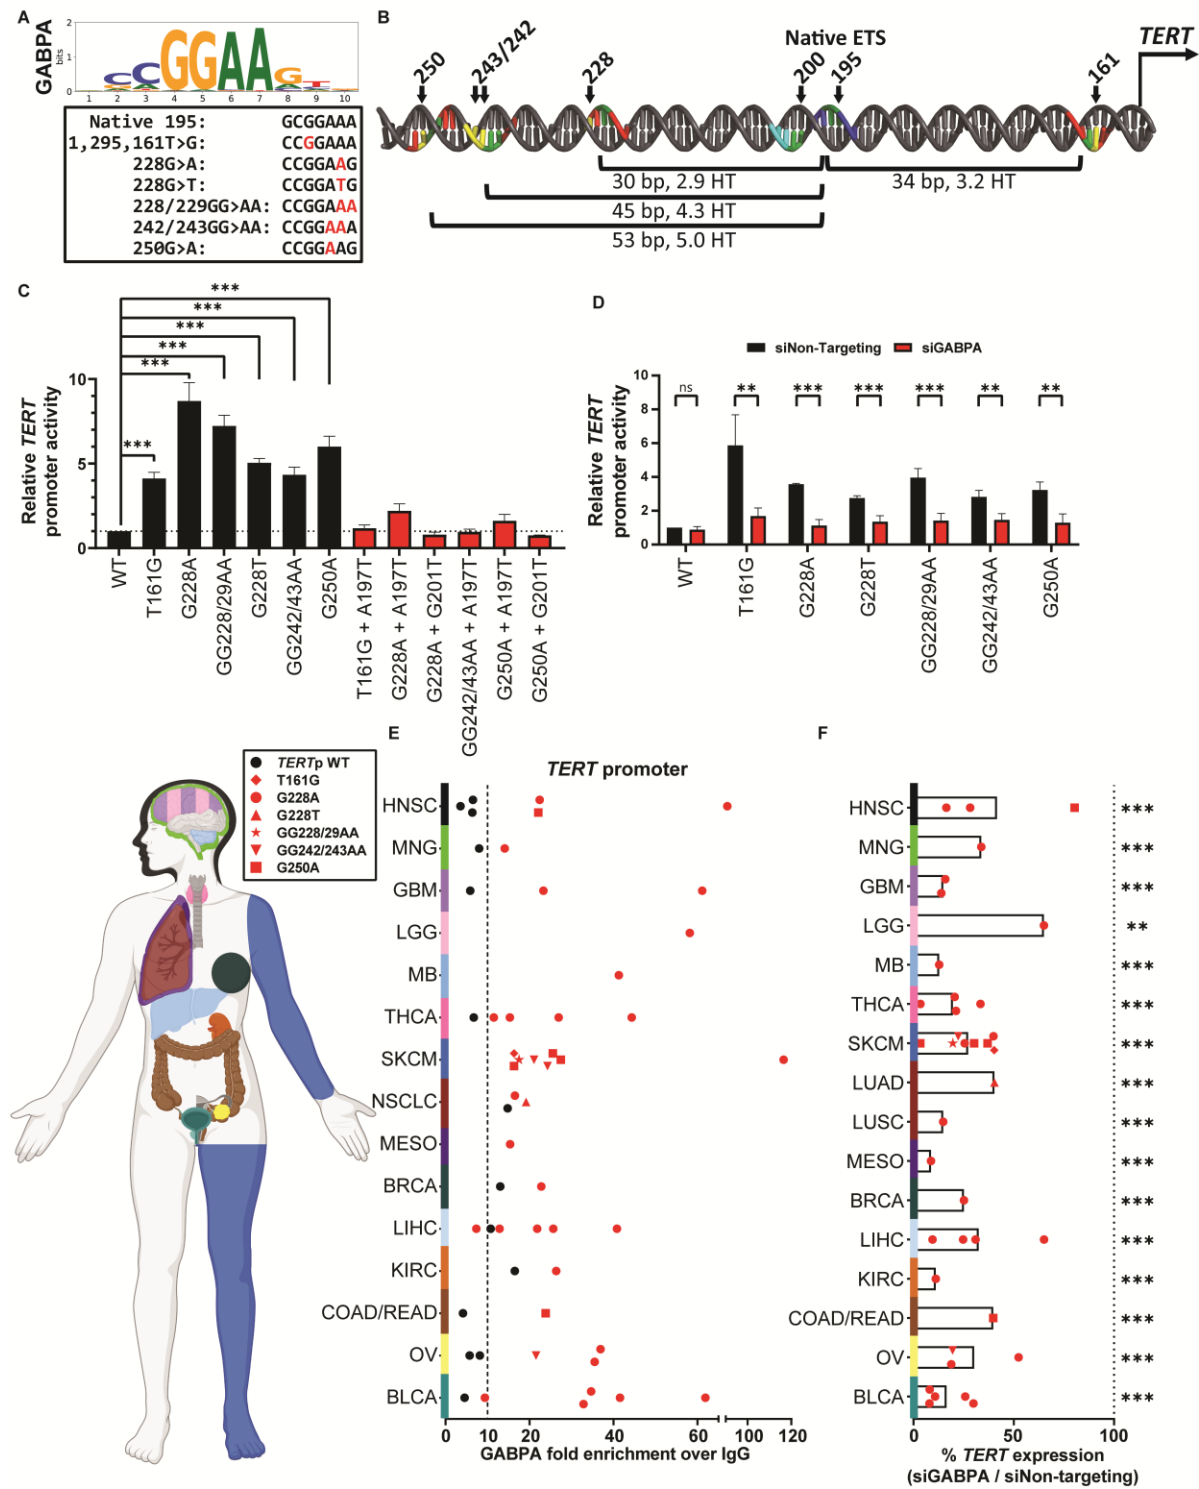 A
GABPA
bits
2
1
0
CC GGAA GT
1 2 3 4 5 6 7 8 9 10
Native 195: GCGGAAA
1,295,161T>G: CCGGAAA
228G>A: CCGGAAG
228G>T: CCGGATG
228/229GG>AA: CCGGAAA
242/243GG>AA: CCGGAAA
250G>A: CCGGAAG
B
Native ETS
TERT
250 243/242 228 200 195 161
30 bp, 2.9 HT
34 bp, 3.2 HT
45 bp, 4.3 HT
53 bp, 5.0 HT
C
***
***
***
***
***
***
Relative TERT
promoter activity
10
5
0
WT
T161G
G228A
GG228/29AA
G228T
GG242/43AA
G250A
T161G + A197T
G228A + A197T
G228A + G201T
GG242/43AA + A197T
G250A + A197T
G250A + G201T
D
siNon-Targeting siGABPA
ns ** *** *** *** ** **
Relative TERT
promoter activity
10
8
6
4
2
0
WT
T161G
G228A
G228T
GG228/29AA
GG242/43AA
G250A
TERTp WT
T161G
G228A
G228T
GG228/29AA
GG242/243AA
G250A
E
TERT promoter
HNSC
MNG
GBM
LGG
MB
THCA
SKCM
NSCLC
MESO
BRCA
LIHC
KIRC
COAD/READ
OV
BLCA
0 10 20 40 60 100 120
GABPA fold enrichment over IgG
F
HNSC ***
MNG ***
GBM ***
LGG **
MB ***
THCA ***
SKCM ***
LUAD ***
LUSC ***
MESO ***
BRCA ***
LIHC ***
KIRC ***
COAD/READ ***
OV ***
BLCA ***
0 50 100
% TERT expression
(siGABPA / siNon-targeting)